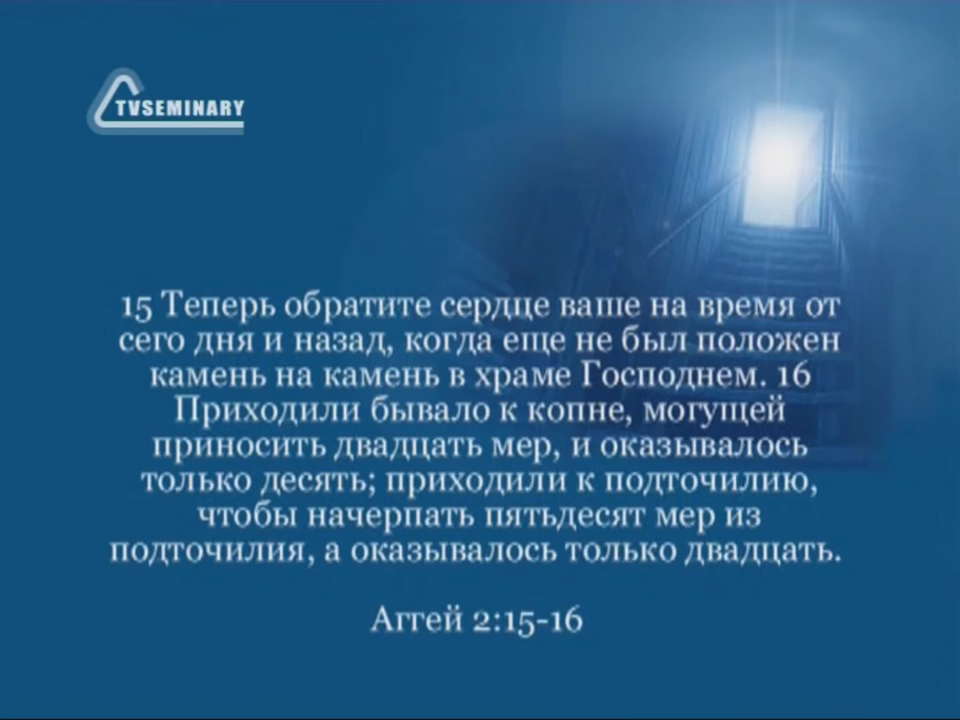 TVSEMINARY
15 Теперь обратите сердце ваше на время от
сего дня и назад, когда еще не был положен
камень на камень в храме Господнем. 16
Приходили бывало к копне, могущей
приносить двадцать мер, и оказывалось
только десять; приходили к подточилию,
чтобы начерпать пятьдесят мер из
подточилия, а оказывалось только двадцать.
Аггей 2:15-16